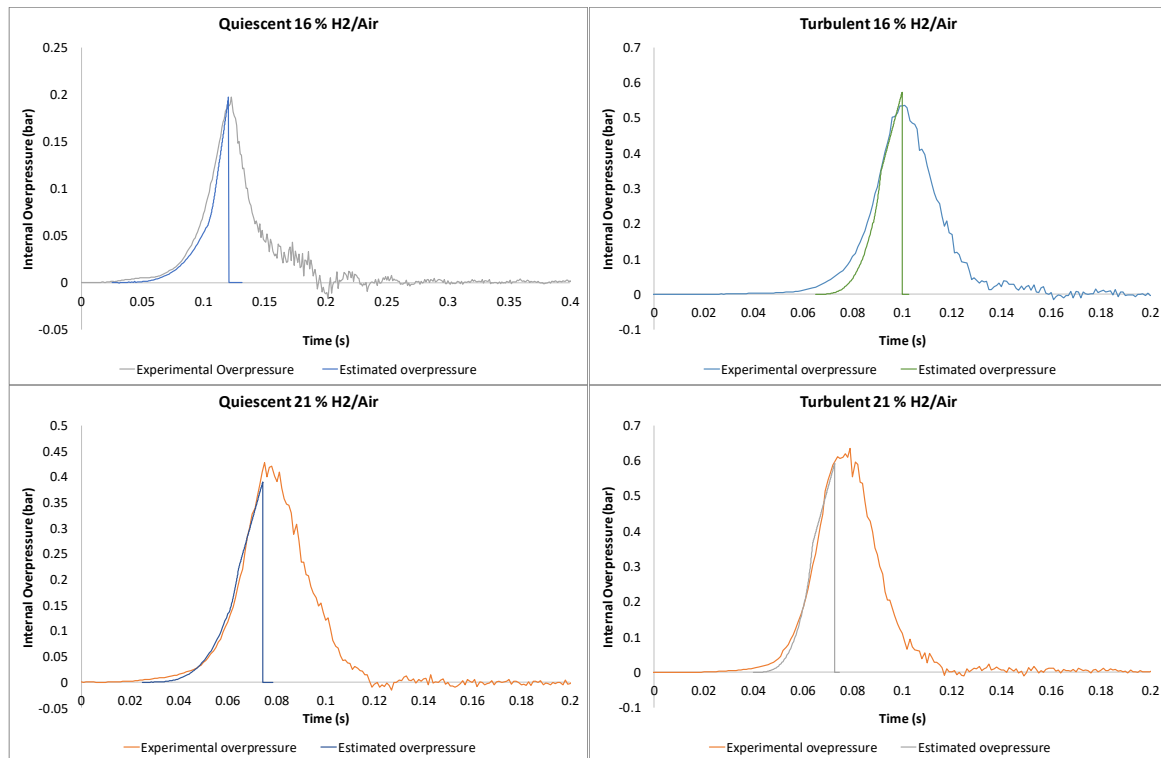 Quiescent 16 % H2/Air
0.25
0.2
0.15
0.1
0.05
0
-0.05
Internal Overpressure (bar)
0 0.05 0.1 0.15 0.2 0.25 0.3 0.35 0.4
Time (s)
Experimental Overpressure Estimated overpressure
Turbulent 16 % H2/Air
0.7
0.6
0.5
0.4
0.3
0.2
0.1
0
-0.1
Internal Overpressure (bar)
0 0.02 0.04 0.06 0.08 0.1 0.12 0.14 0.16 0.18 0.2
Time (s)
Experimental overpressure Estimated overpressure
Quiescent 21 % H2/Air
0.5
0.45
0.4
0.35
0.3
0.25
0.2
0.15
0.1
0.05
0
-0.05
Internal Overpressure (bar)
0 0.02 0.04 0.06 0.08 0.1 0.12 0.14 0.16 0.18 0.2
Time (s)
Experimental overpressure Estimated overpressure
Turbulent 21 % H2/Air
0.7
0.6
0.5
0.4
0.3
0.2
0.1
0
-0.1
Internal Overpressure (bar)
0 0.02 0.04 0.06 0.08 0.1 0.12 0.14 0.16 0.18 0.2
Time (s)
Experimental ovepressure Estimated overpressure